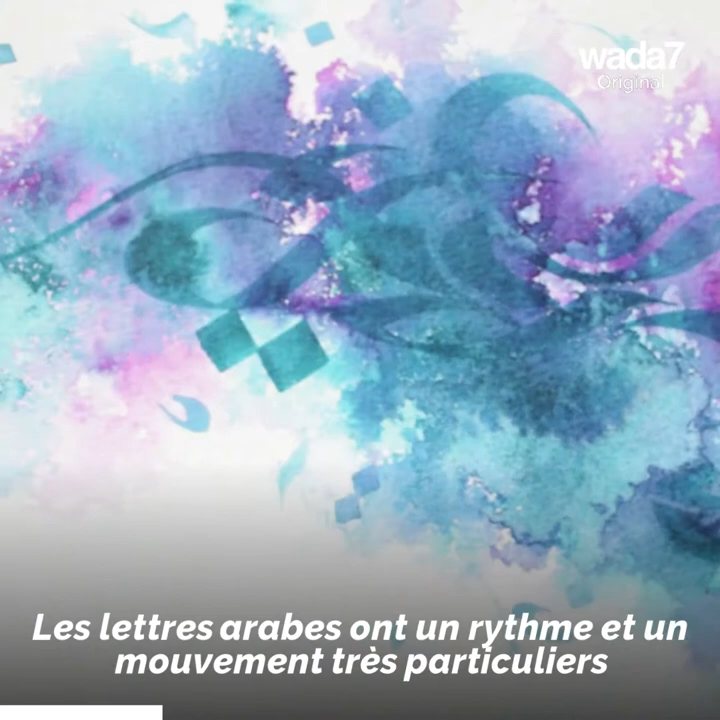 wada7
Original
Les lettres arabes ont un rythme et un
mouvement très particuliers